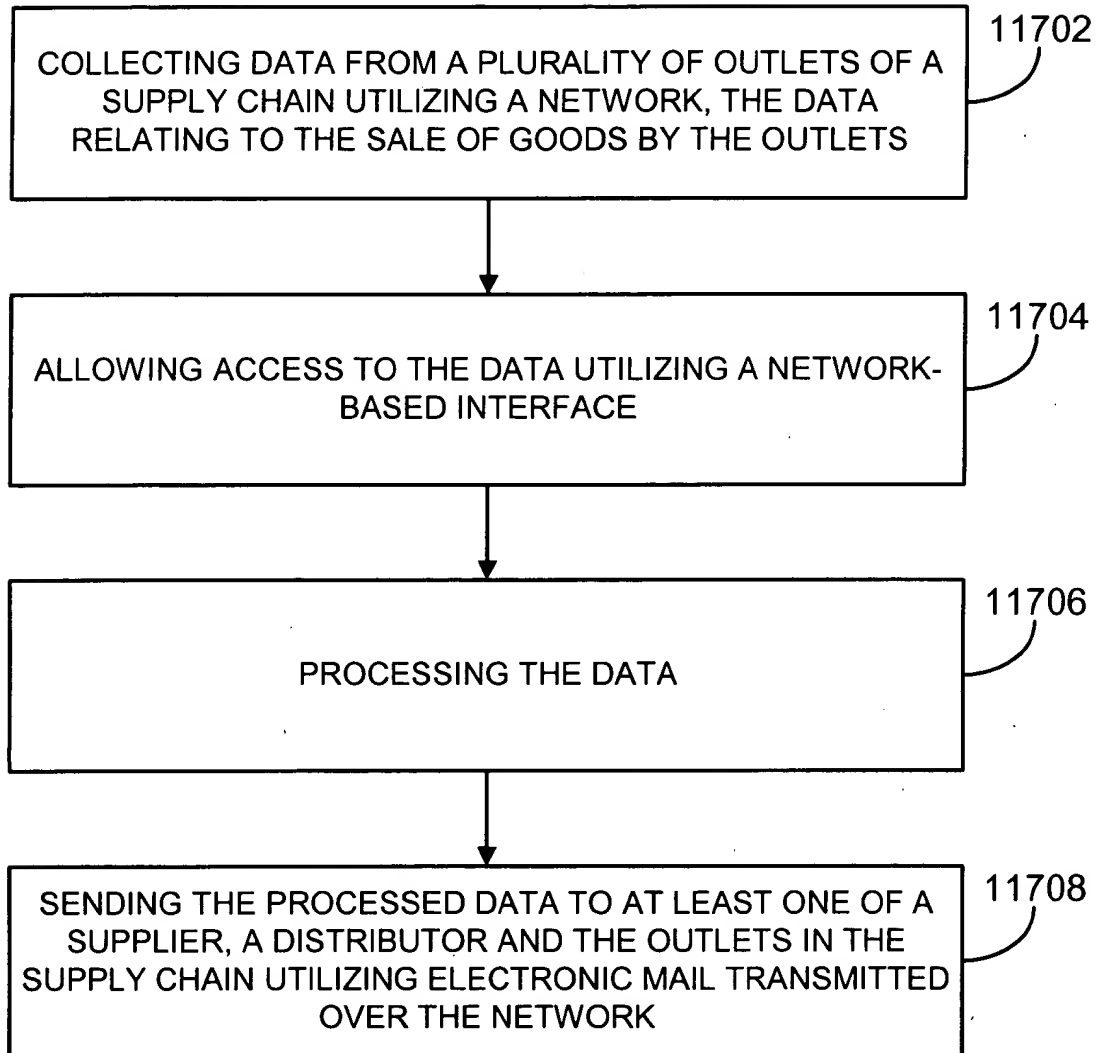 11702
COLLECTING DATA FROM A PLURALITY OF OUTLETS OF A
SUPPLY CHAIN UTILIZING A NETWORK, THE DATA
RELATING TO THE SALE OF GOODS BY THE OUTLETS
11704
ALLOWING ACCESS TO THE DATA UTILIZING A NETWORK-
BASED INTERFACE
11706
PROCESSING THE DATA
11708
SENDING THE PROCESSED DATA TO AT LEAST ONE OF A
SUPPLIER, A DISTRIBUTOR AND THE OUTLETS IN THE
SUPPLY CHAIN UTILIZING ELECTRONIC MAIL TRANSMITTED
OVER THE NETWORK